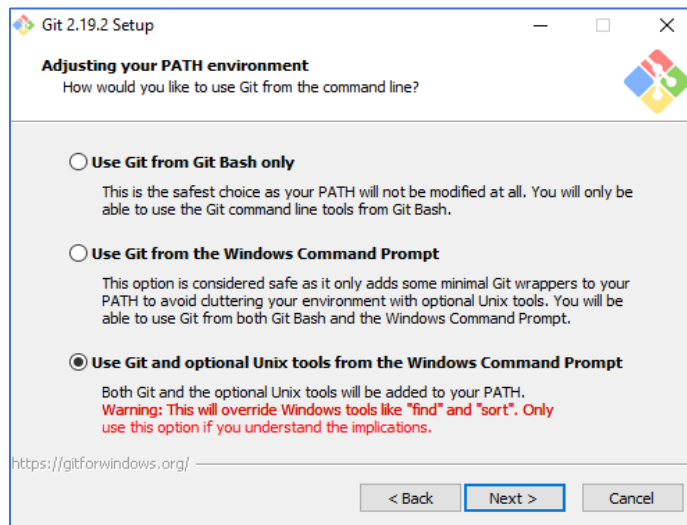 Git 2.19.2 Setup
Adjusting your PATH environment
How would you like to use Git from the command line?
Use Git from Git Bash only
This is the safest choice as your PATH will not be modified at all. You will only be
able to use the Git command line tools from Git Bash.
Use Git from the Windows Command Prompt
This option is considered safe as it only adds some minimal Git wrappers to your
PATH to avoid cluttering your environment with optional Unix tools. You will be
able to use Git from both Git Bash and the Windows Command Prompt.
Use Git and optional Unix tools from the Windows Command Prompt
Both Git and the optional Unix tools will be added to your PATH.
Warning: This will override Windows tools like "find" and "sort". Only
use this option if you understand the implications.
https://gitforwindows.org/
< Back Next > Cancel